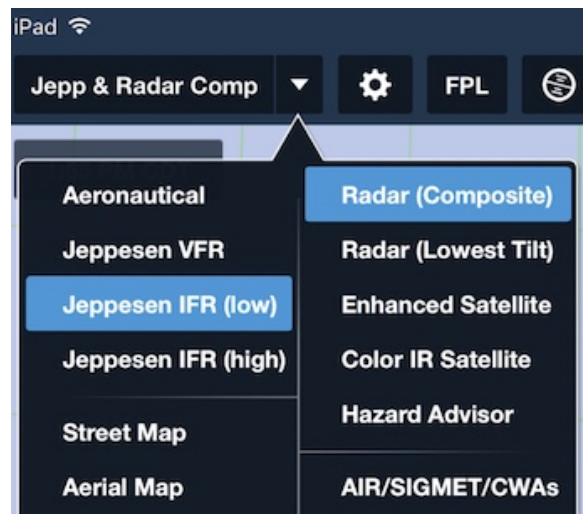 iPad
Jepp & Radar Comp
FPL
Aeronautical
Jeppesen VFR
Jeppesen IFR (low)
Jeppesen IFR (high)
Street Map
Aerial Map
Radar (Composite)
Radar (Lowest Tilt)
Enhanced Satellite
Color IR Satellite
Hazard Advisor
AIR/SIGMET/CWAs